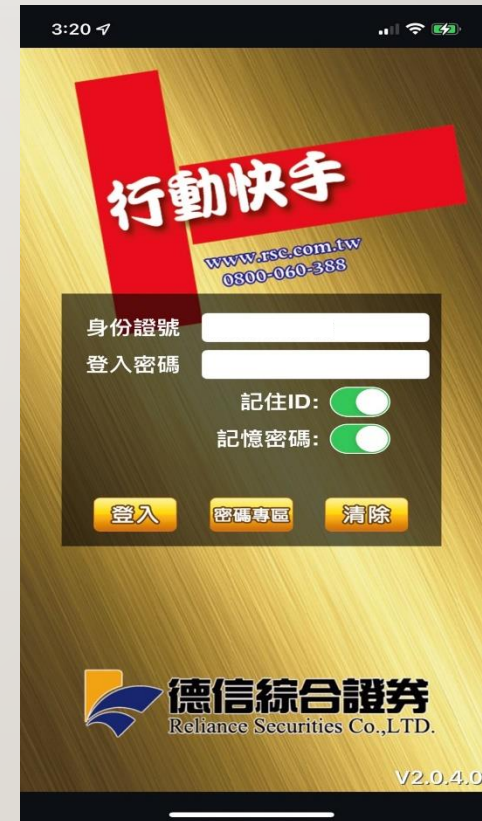 3:20
行動快手
www.rsc.com.tw
0800-060-388
身份證號
登入密碼
記住ID:
記憶密碼:
登入 密碼專區 清除
德信綜合證券
Reliance Securities Co.,LTD.
V2.0.4.0